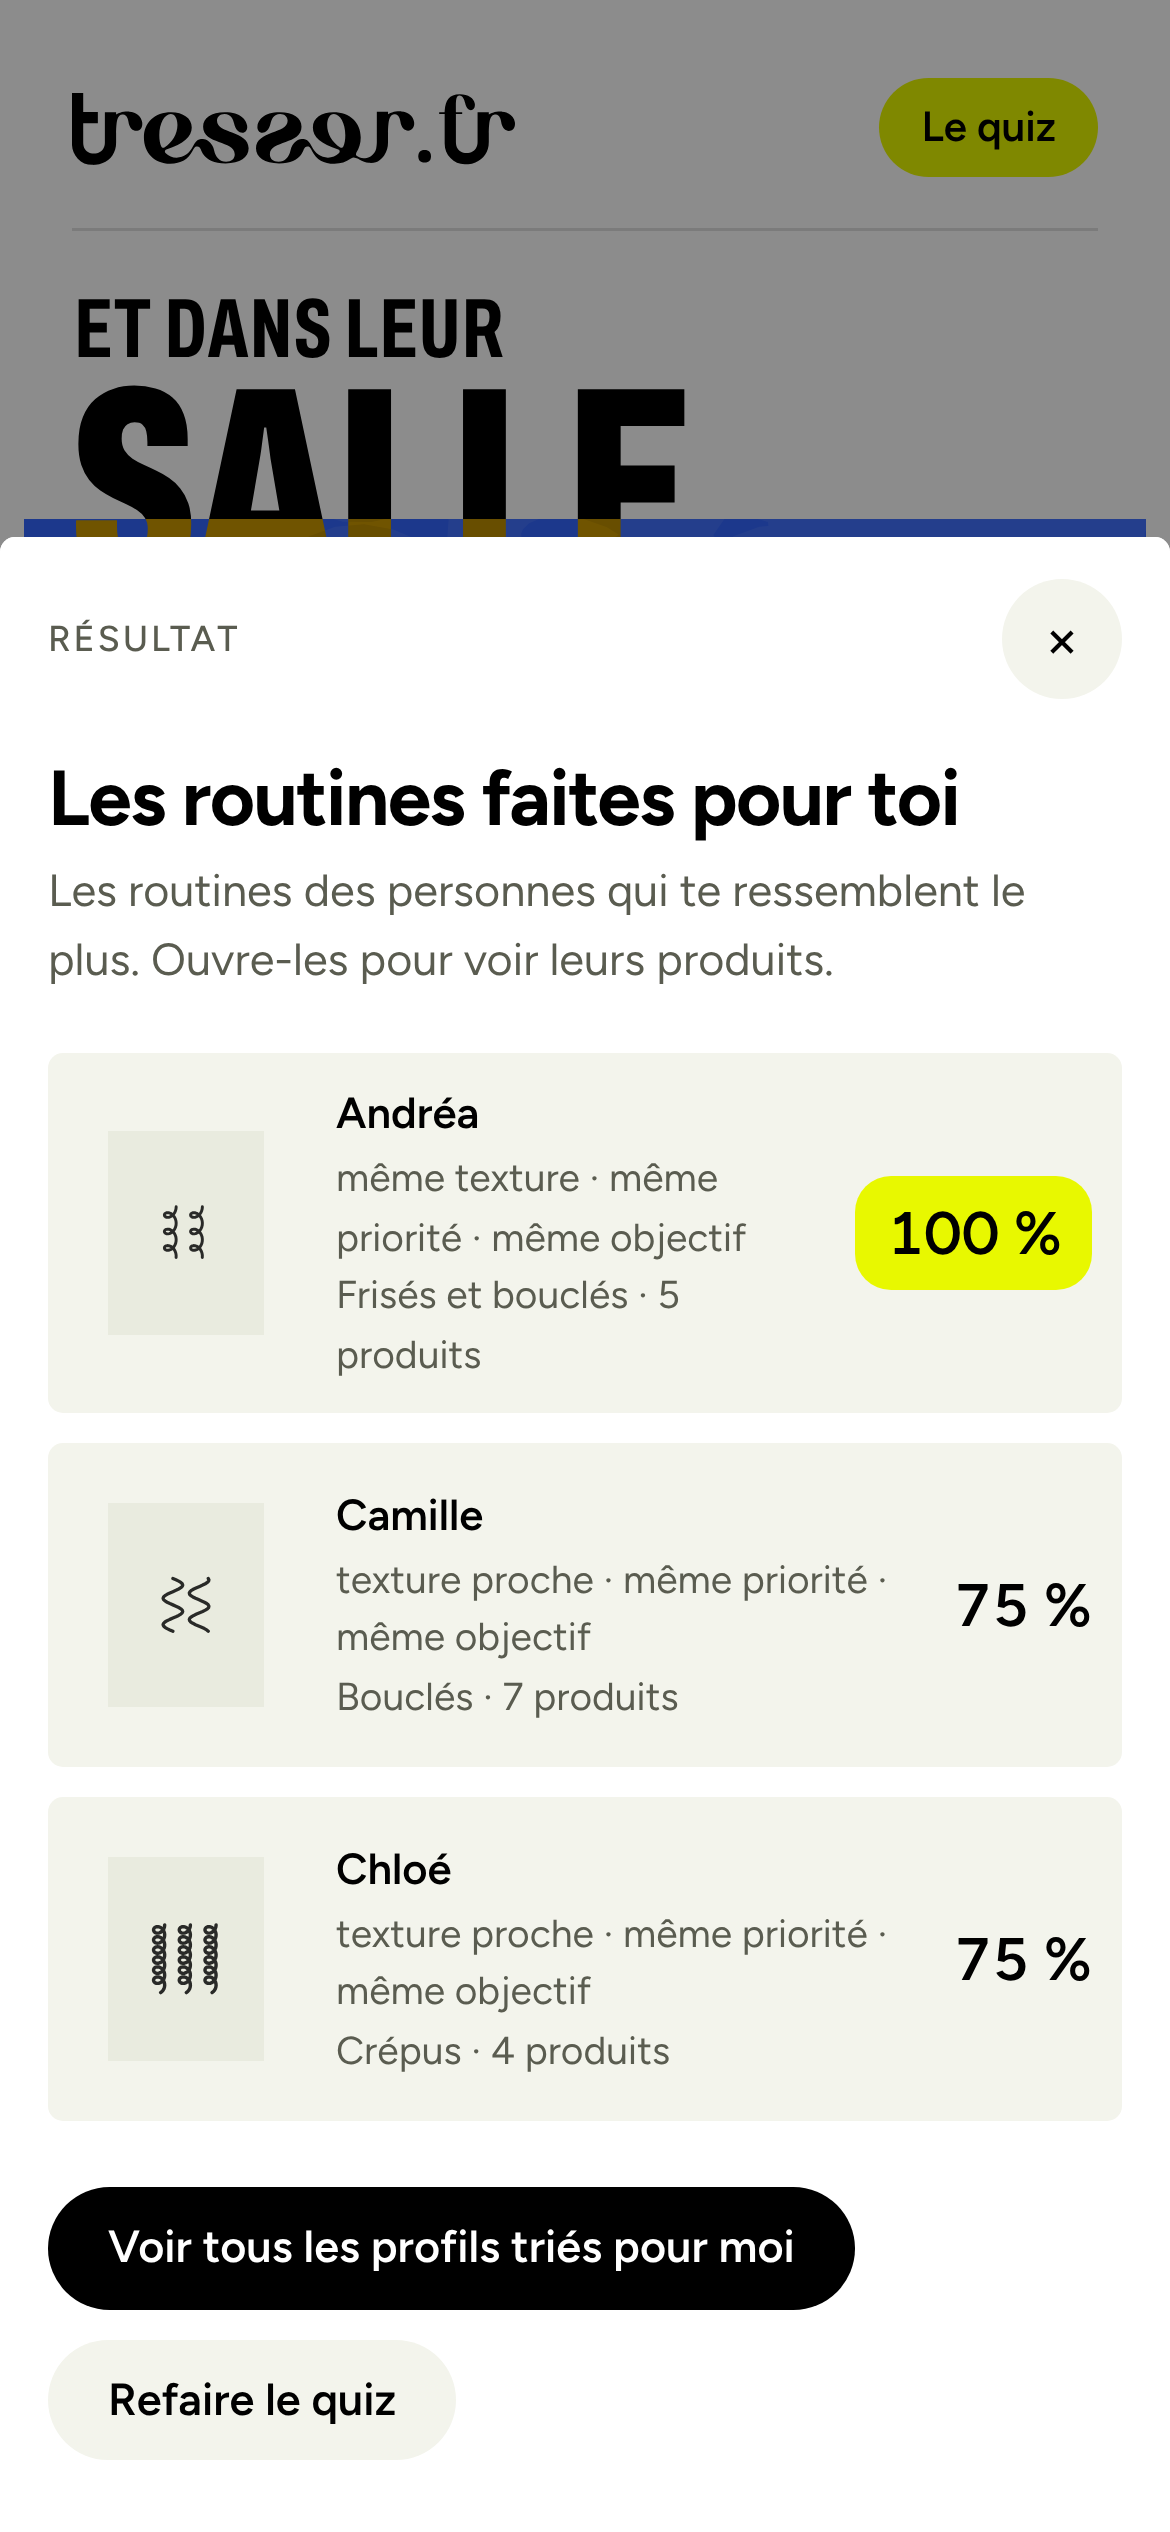 tressor.fr
Le quiz
ET DANS LEUR
SALLE
RÉSULTAT
×
Les routines faites pour toi
Les routines des personnes qui te ressemblent le
plus. Ouvre-les pour voir leurs produits.
Andréa
même texture · même
priorité · même objectif
Frisés et bouclés · 5
produits
100 %
Camille
texture proche · même priorité ·
même objectif
Bouclés · 7 produits
75 %
Chloé
texture proche · même priorité ·
même objectif
Crépus · 4 produits
75 %
Voir tous les profils triés pour moi
Refaire le quiz